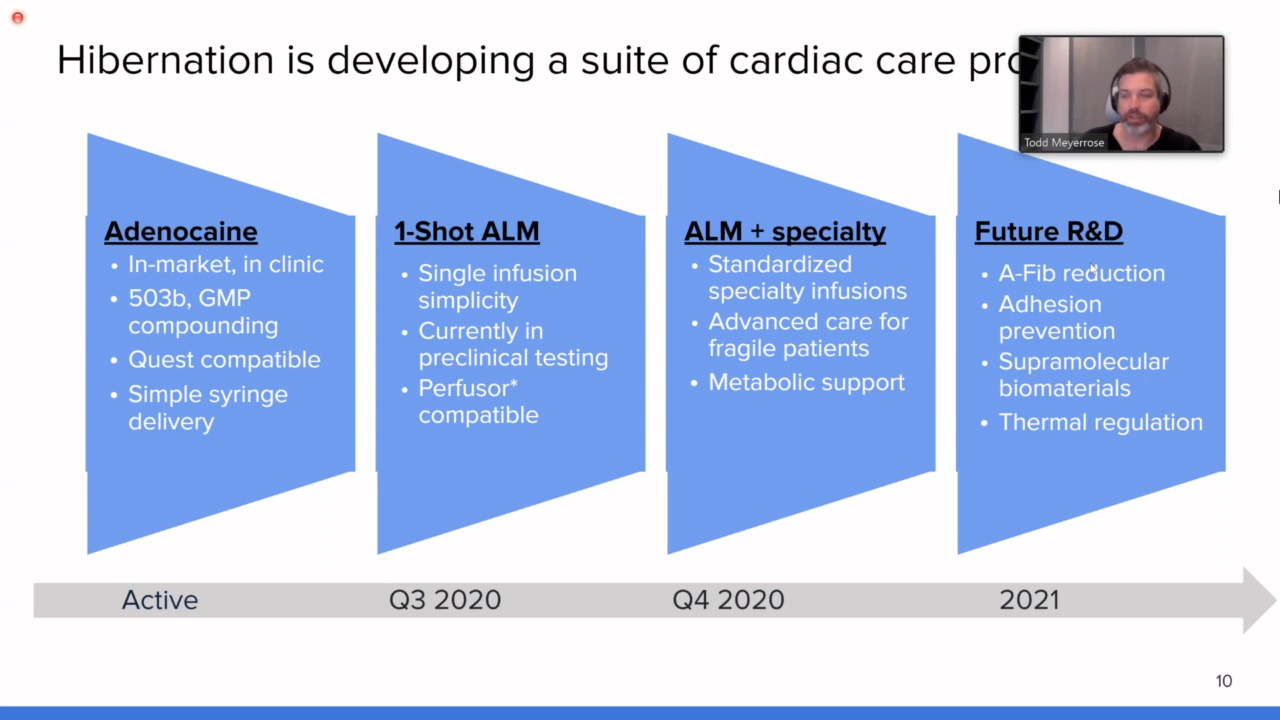 Hibernation is developing a suite of cardiac care
Todd Meyerrose
Adenocaine
• In-market, in clinic
• 503b, GMP
compounding
• Quest compatible
• Simple syringe
delivery
1-Shot ALM
• Single infusion
simplicity
• Currently in
preclinical testing
• Perfusor*
compatible
ALM + specialty
• Standardized
specialty infusions
• Advanced care for
fragile patients
• Metabolic support
Future R&D
• A-Fib reduction
• Adhesion
prevention
• Supramolecular
biomaterials
• Thermal regulation
Active
Q3 2020
Q4 2020
2021
10